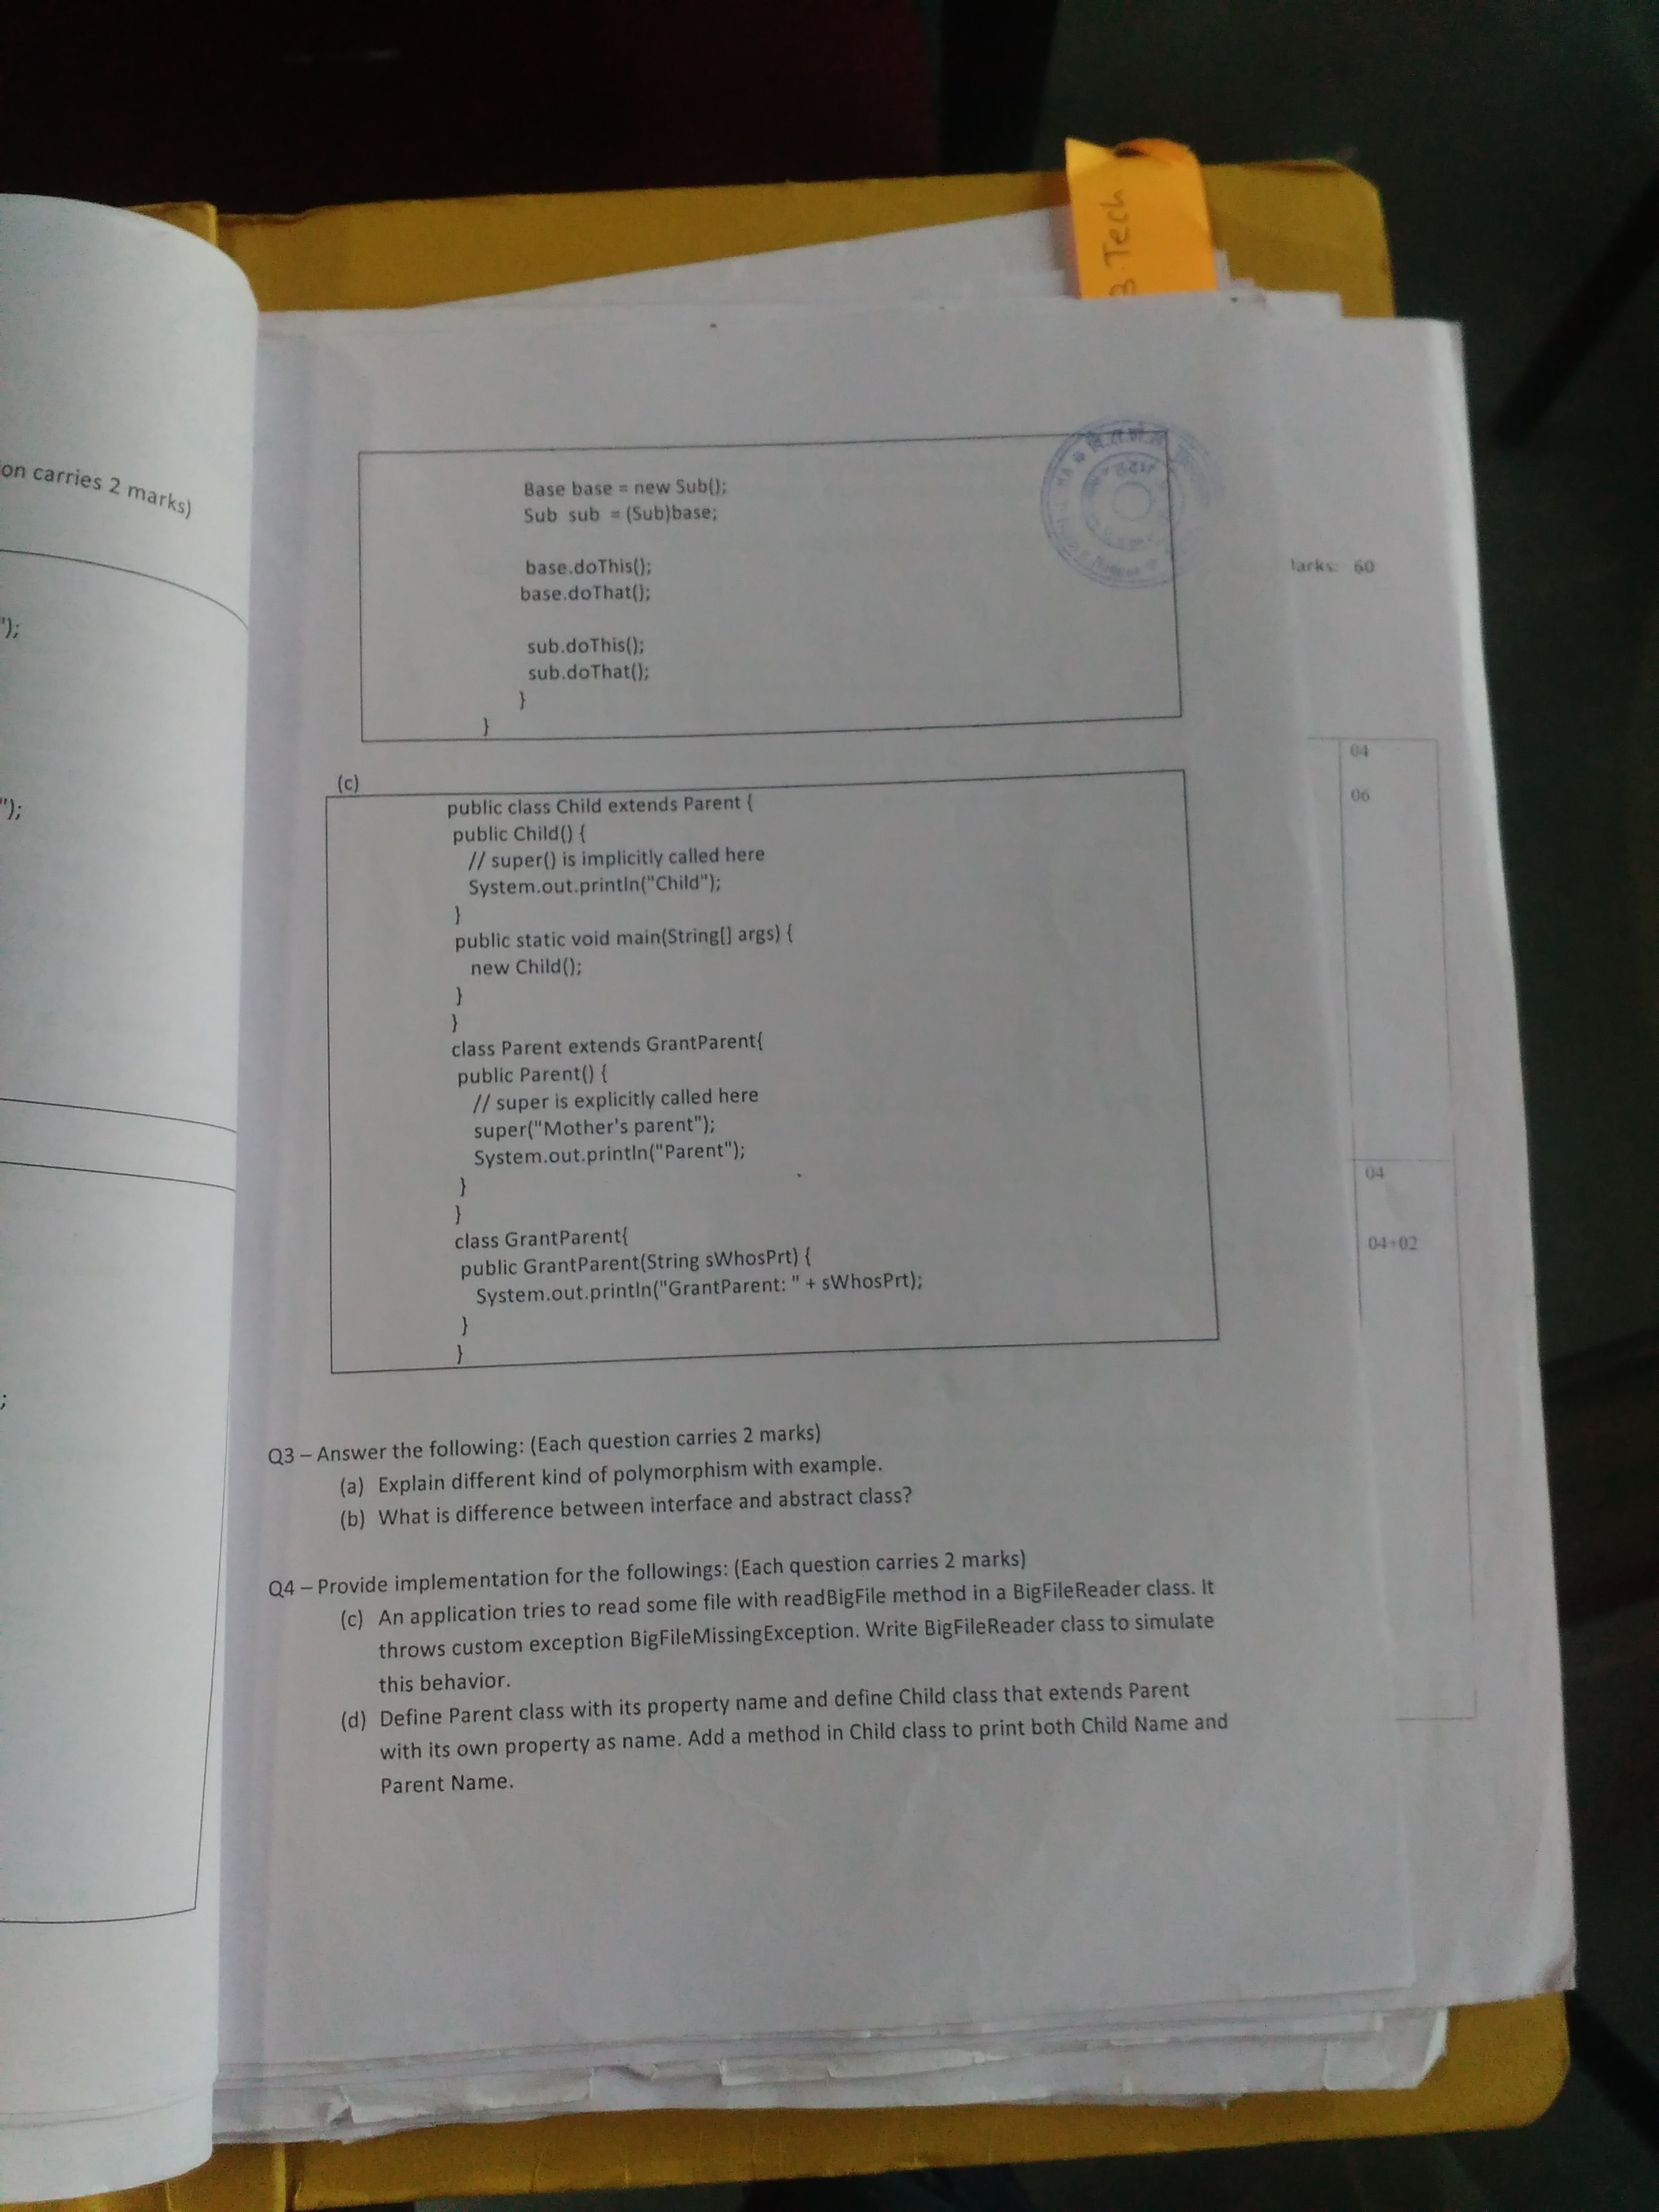 B.Tech
on carries 2 marks)
");
");
;
Base base = new Sub();
Sub sub = (Sub)base;
base.doThis();
base.doThat();
sub.doThis();
sub.doThat();
}
}
(c)
public class Child extends Parent {
public Child() {
// super() is implicitly called here
System.out.println("Child");
}
public static void main(String[] args) {
new Child();
}
}
class Parent extends GrantParent{
public Parent() {
// super is explicitly called here
super("Mother's parent");
System.out.println("Parent");
}
}
class GrantParent{
public GrantParent(String sWhosPrt) {
System.out.println("GrantParent: " + sWhosPrt);
}
}
Q3 – Answer the following: (Each question carries 2 marks)
(a) Explain different kind of polymorphism with example.
(b) What is difference between interface and abstract class?
Q4 – Provide implementation for the followings: (Each question carries 2 marks)
(c) An application tries to read some file with readBigFile method in a BigFileReader class. It
throws custom exception BigFileMissingException. Write BigFileReader class to simulate
this behavior.
(d) Define Parent class with its property name and define Child class that extends Parent
with its own property as name. Add a method in Child class to print both Child Name and
Parent Name.
larks: 60
04
06
04
04+02